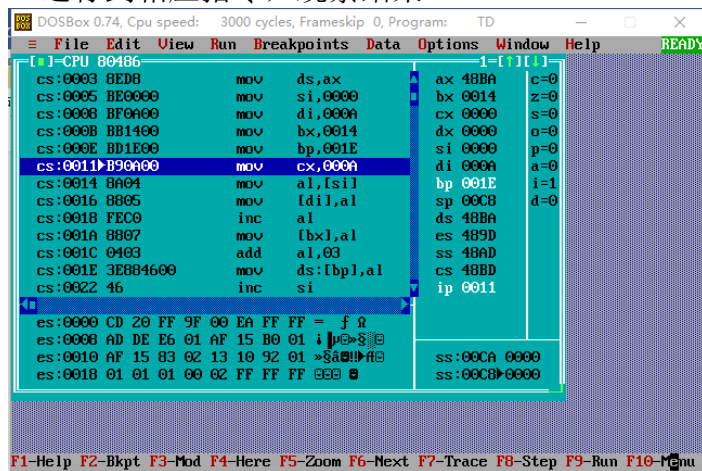 DOSBox 0.74, Cpu speed: 3000 cycles, Frameskip 0, Program: TD
≡ File Edit View Run Breakpoints Data Options Window Help READY
[■]-CPU 80486 1-[↑][↓]
cs:0003 8ED8 mov ds,ax ax 48BA c=0
cs:0005 BE0000 mov si,0000 bx 0014 z=0
cs:0008 BF0A00 mov di,000A cx 0000 s=0
cs:000B BB1400 mov bx,0014 dx 0000 o=0
cs:000E BD1E00 mov bp,001E si 0000 p=0
cs:0011►B90A00 mov cx,000A di 000A a=0
cs:0014 8A04 mov al,[si] bp 001E i=1
cs:0016 8805 mov [di],al sp 00C8 d=0
cs:0018 FEC0 inc al ds 48BA
cs:001A 8807 mov [bx],al es 489D
cs:001C 0403 add al,03 ss 48AD
cs:001E 3E884600 mov ds:[bp],al cs 48BD
cs:0022 46 inc si ip 0011
es:0000 CD 20 FF 9F 00 EA FF FF = ƒ Ω
es:0008 AD DE E6 01 AF 15 B0 01
es:0010 AF 15 83 02 13 10 92 01 ss:00CA 0000
es:0018 01 01 01 00 02 FF FF FF ss:00C8►0000
F1-Help F2-Bkpt F3-Mod F4-Here F5-Zoom F6-Next F7-Trace F8-Step F9-Run F10-Menu